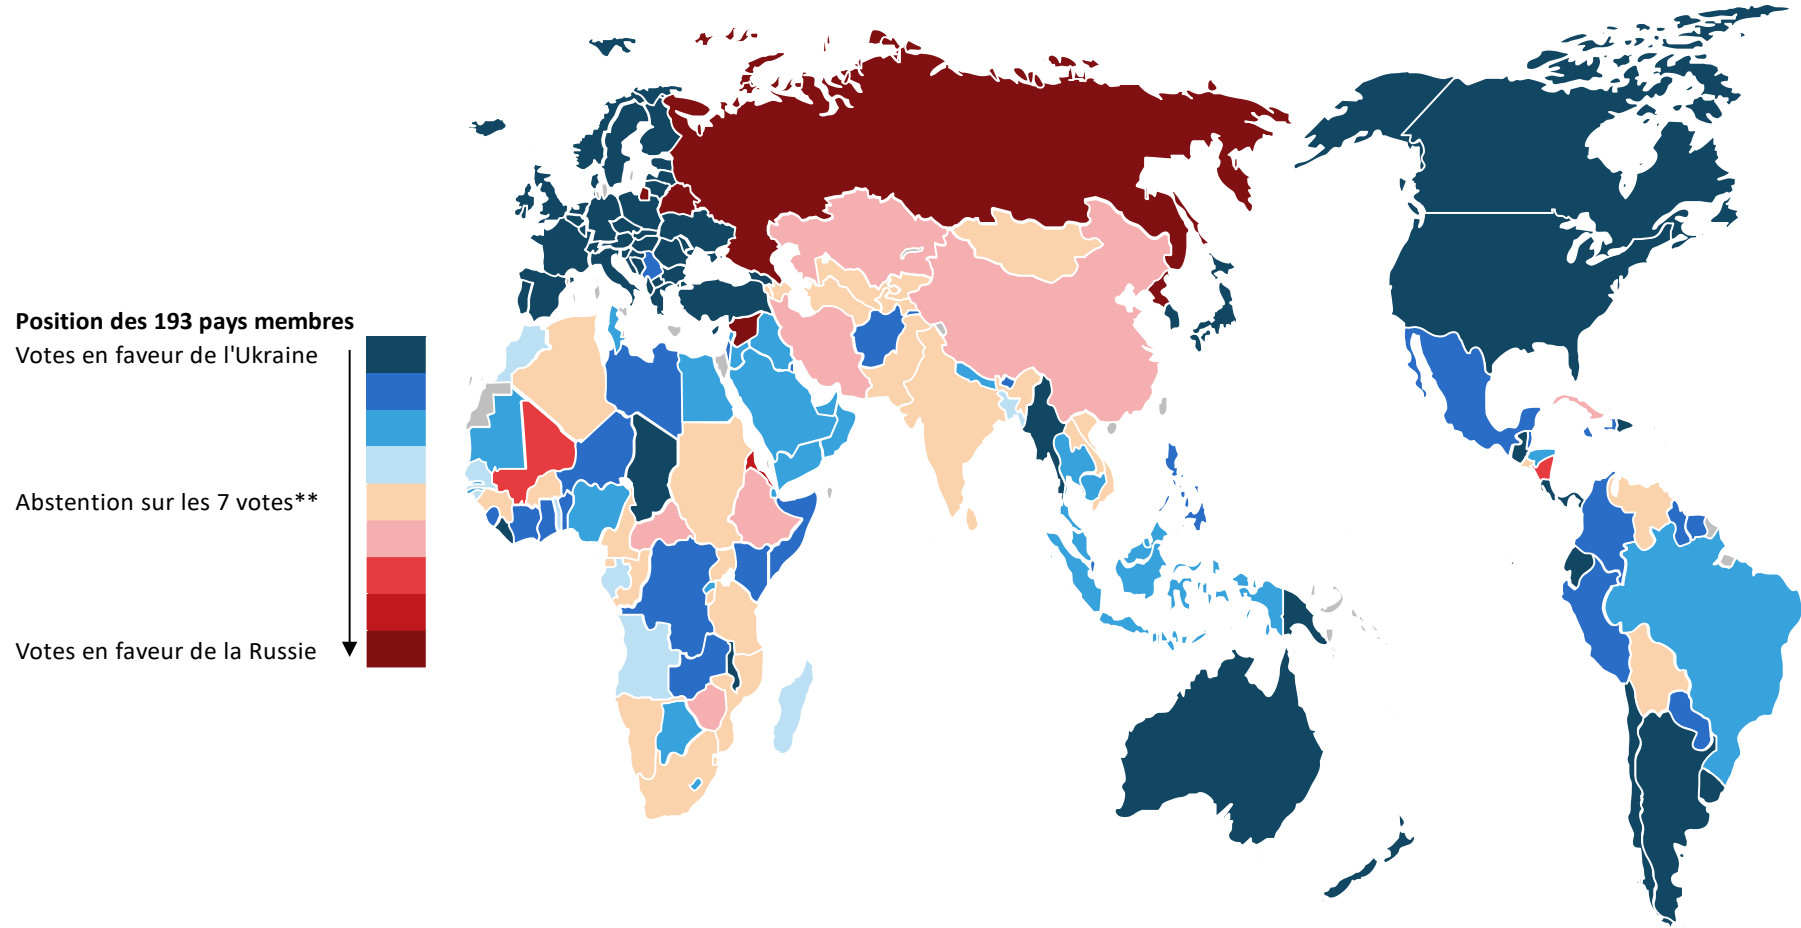 Position des 193 pays membres
Votes en faveur de l'Ukraine
Abstention sur les 7 votes**
Votes en faveur de la Russie